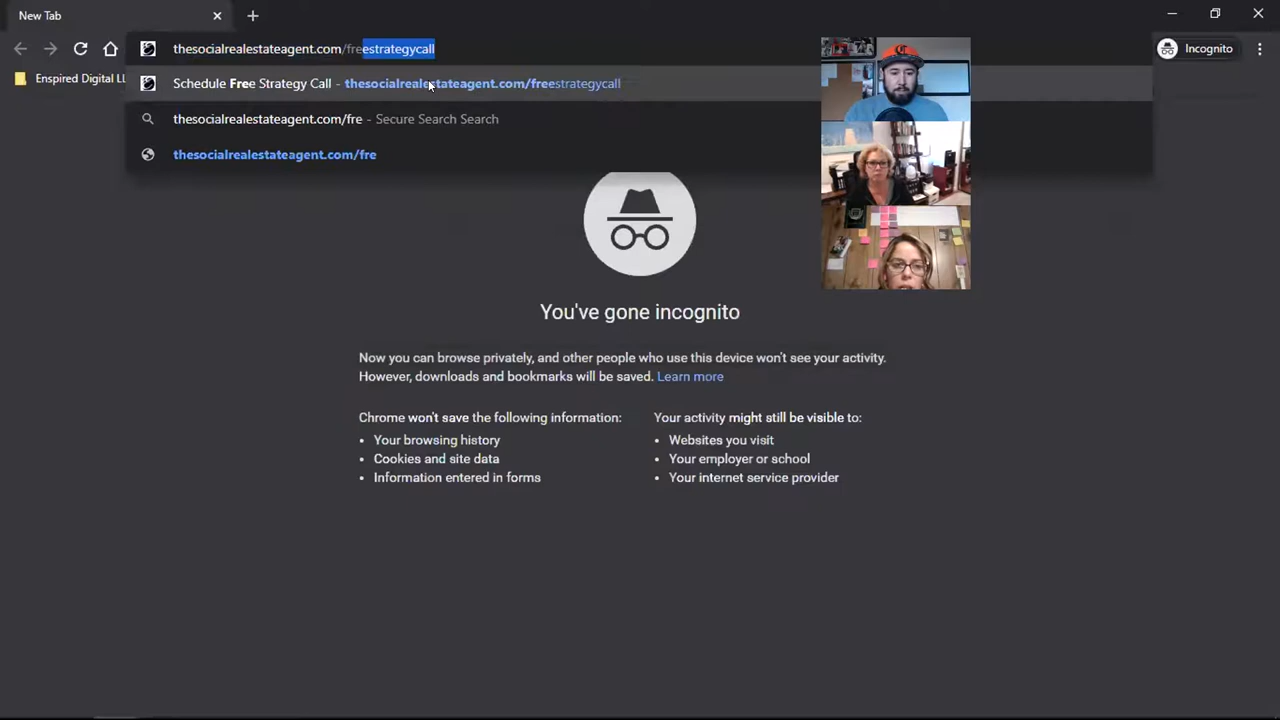 New Tab
thesocialrealestateagent.com/freestrategycall
Incognito
Enspired Digital LL
Schedule Free Strategy Call - thesocialrealestateagent.com/freestrategycall
thesocialrealestateagent.com/fre - Secure Search Search
thesocialrealestateagent.com/fre
You've gone incognito
Now you can browse privately, and other people who use this device won't see your activity.
However, downloads and bookmarks will be saved. Learn more
Chrome won't save the following information:
• Your browsing history
• Cookies and site data
• Information entered in forms
Your activity might still be visible to:
• Websites you visit
• Your employer or school
• Your internet service provider